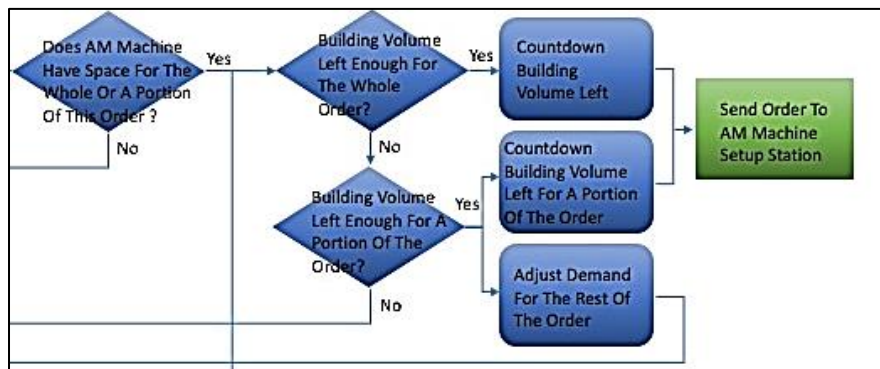 Does AM Machine
Have Space For The
Whole Or A Portion
Of This Order ?
Yes
No
Building Volume
Left Enough For
The Whole
Order?
Yes
No
Countdown
Building
Volume Left
Building Volume
Left Enough For A
Portion Of The
Order?
Yes
No
Countdown
Building Volume
Left For A Portion
Of The Order
Adjust Demand
For The Rest Of
The Order
Send Order To
AM Machine
Setup Station